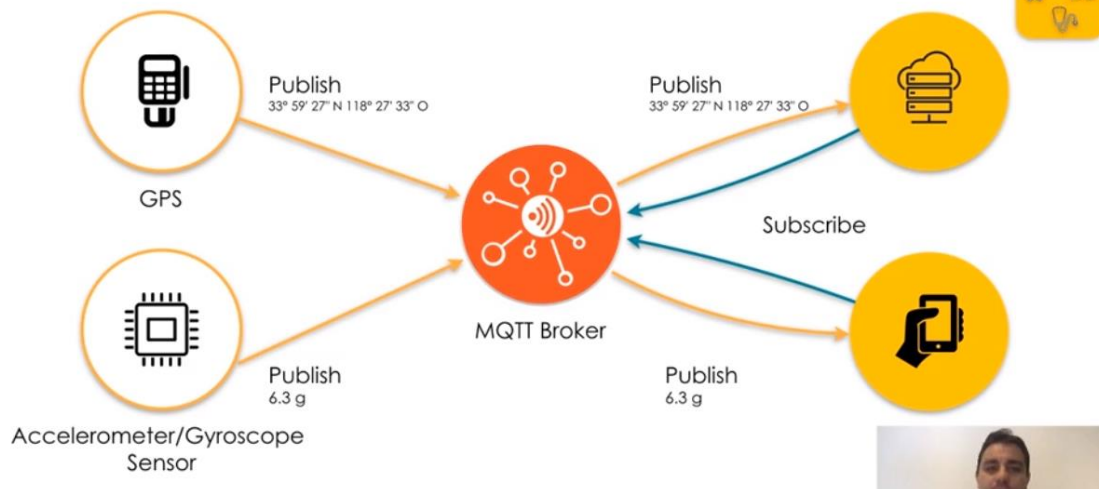 Publish
33° 59' 27" N 118° 27' 33" O
Publish
33° 59' 27" N 118° 27' 33" O
GPS
Subscribe
MQTT Broker
Publish
6.3 g
Publish
6.3 g
Accelerometer/Gyroscope
Sensor